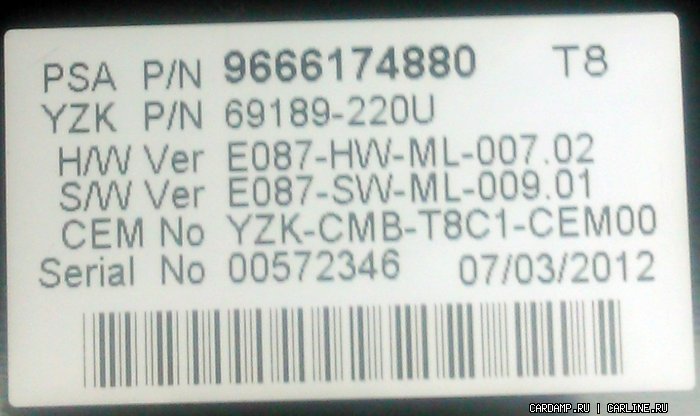 PSA P/N 9666174880 T8
YZK P/N 69189-220U
H/W Ver E087-HW-ML-007.02
S/W Ver E087-SW-ML-009.01
CEM No YZK-CMB-T8C1-CEM00
Serial No 00572346 07/03/2012
CARDAMP.RU | CARLINE.RU